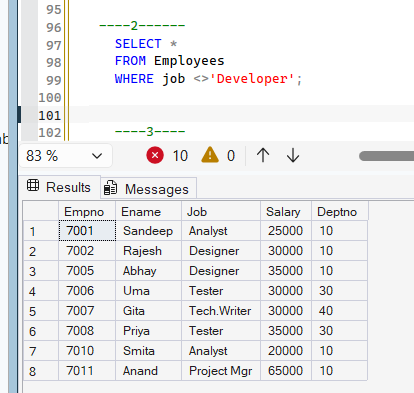 95
96 ----2------
97 SELECT *
98 FROM Employees
99 WHERE job <>'Developer';
100
101
102 ----3----
83 % 10 0
Results Messages
Empno Ename Job Salary Deptno
1 7001 Sandeep Analyst 25000 10
2 7002 Rajesh Designer 30000 10
3 7005 Abhay Designer 35000 10
4 7006 Uma Tester 30000 30
5 7007 Gita Tech.Writer 30000 40
6 7008 Priya Tester 35000 30
7 7010 Smita Analyst 20000 10
8 7011 Anand Project Mgr 65000 10